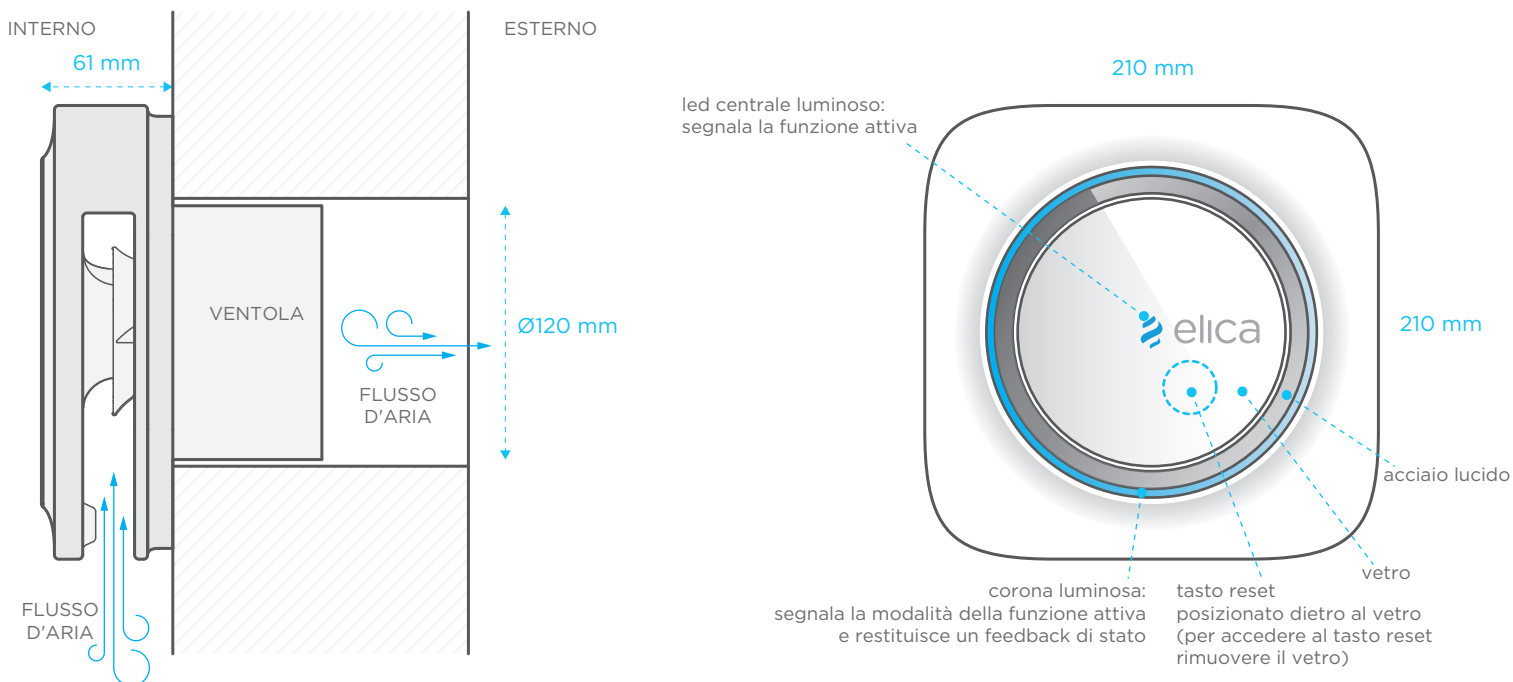 INTERNO
ESTERNO
61 mm
VENTOLA
Ø120 mm
FLUSSO
D'ARIA
FLUSSO
D'ARIA
210 mm
led centrale luminoso:
segnala la funzione attiva
elica
210 mm
acciaio lucido
vetro
corona luminosa:
segnala la modalità della funzione attiva
e restituisce un feedback di stato
tasto reset
posizionato dietro al vetro
(per accedere al tasto reset
rimuovere il vetro)